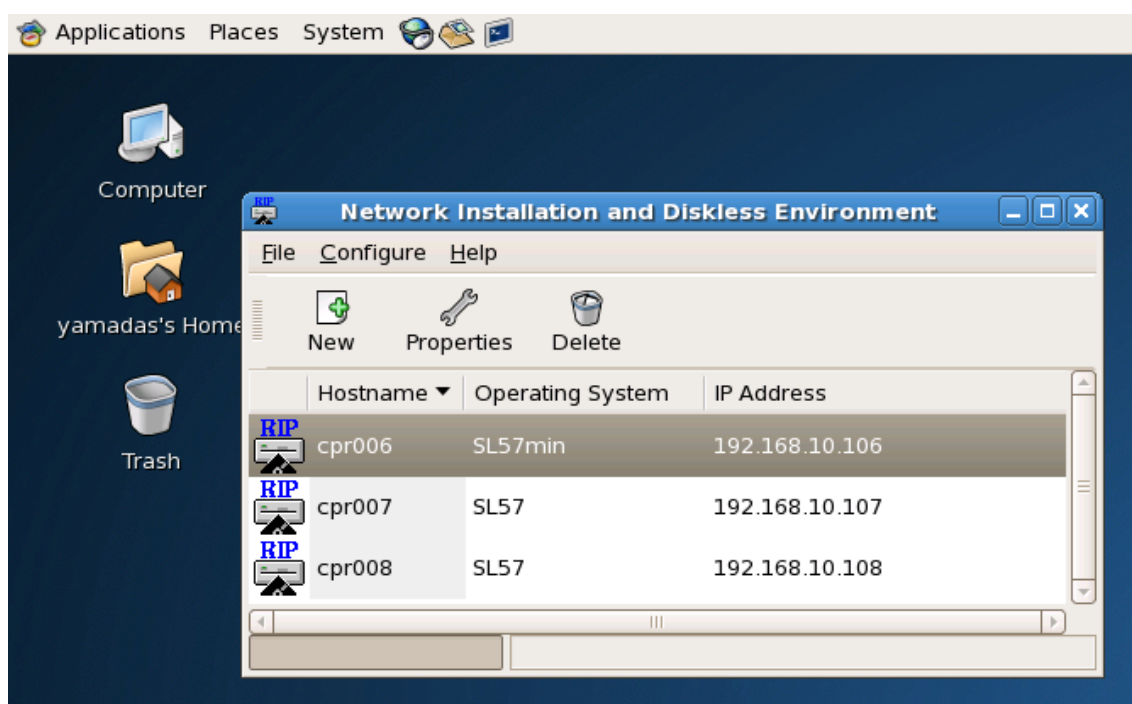 Applications Places System
Computer
yamadas's Home
Trash
RIP Network Installation and Diskless Environment
File Configure Help
New Properties Delete
Hostname Operating System IP Address
RIP cpr006 SL57min 192.168.10.106
RIP cpr007 SL57 192.168.10.107
RIP cpr008 SL57 192.168.10.108